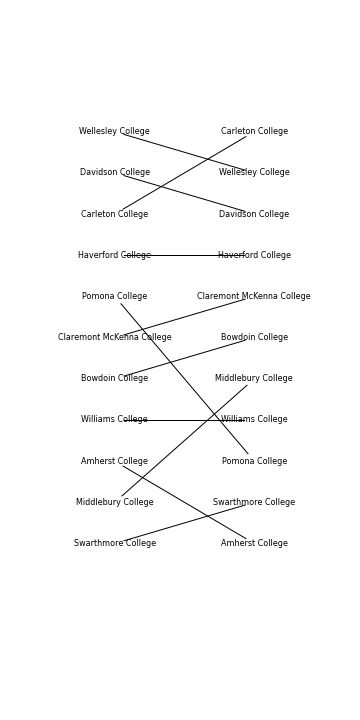 Wellesley College Carleton College
Davidson College Wellesley College
Carleton College Davidson College
Haverford College Haverford College
Pomona College Claremont McKenna College
Claremont McKenna College Bowdoin College
Bowdoin College Middlebury College
Williams College Williams College
Amherst College Pomona College
Middlebury College Swarthmore College
Swarthmore College Amherst College